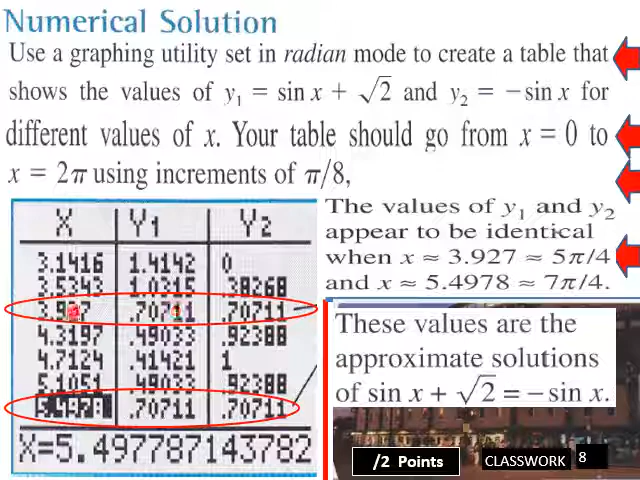 Numerical Solution
Use a graphing utility set in radian mode to create a table that
shows the values of y₁ = sin x + √2 and y₂ = −sin x for
different values of x. Your table should go from x = 0 to
x = 2π using increments of π/8,
The values of y₁ and y₂
appear to be identical
when x ≈ 3.927 ≈ 5π/4
and x ≈ 5.4978 ≈ 7π/4.
X Y1 Y2
3.1416 1.4142 0
3.5343 1.0315 .38268
.70711 .70711
4.3197 .49033 .92388
4.7124 .41421 1
5.1051 .49033 .92388
5.4978 .70711 .70711
X=5.497787143782
These values are the
approximate solutions
of sin x + √2 = −sin x.
/2 Points
CLASSWORK 8